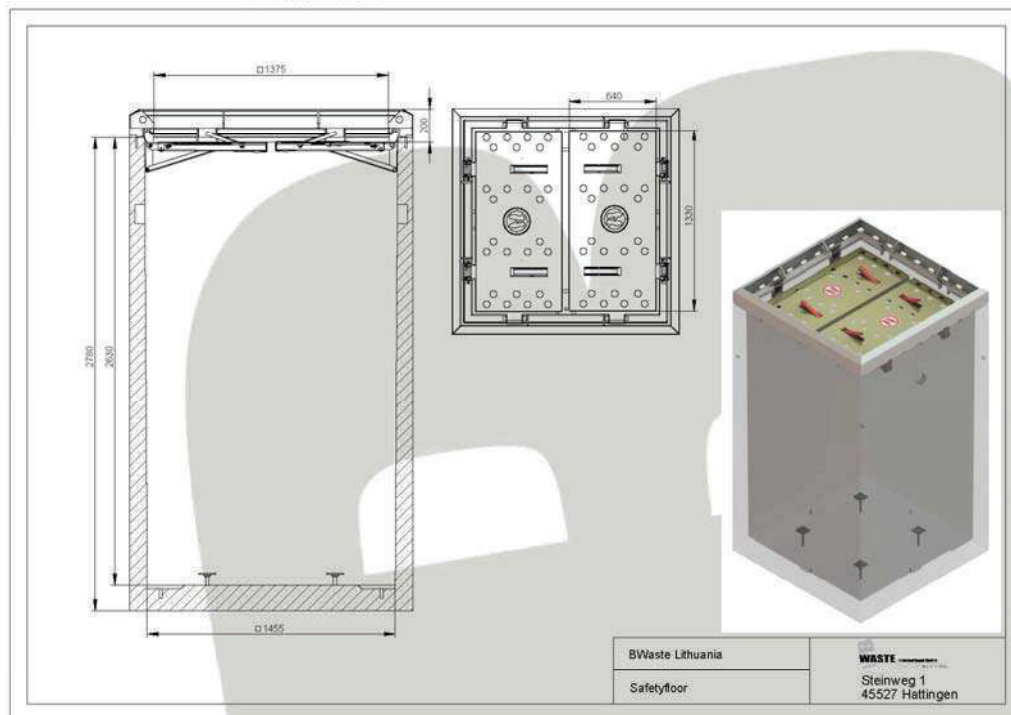 □1375
200
2780
2630
□1455
640
1330
BWaste Lithuania
Safetyfloor
WASTE
Steinweg 1
45527 Hattingen